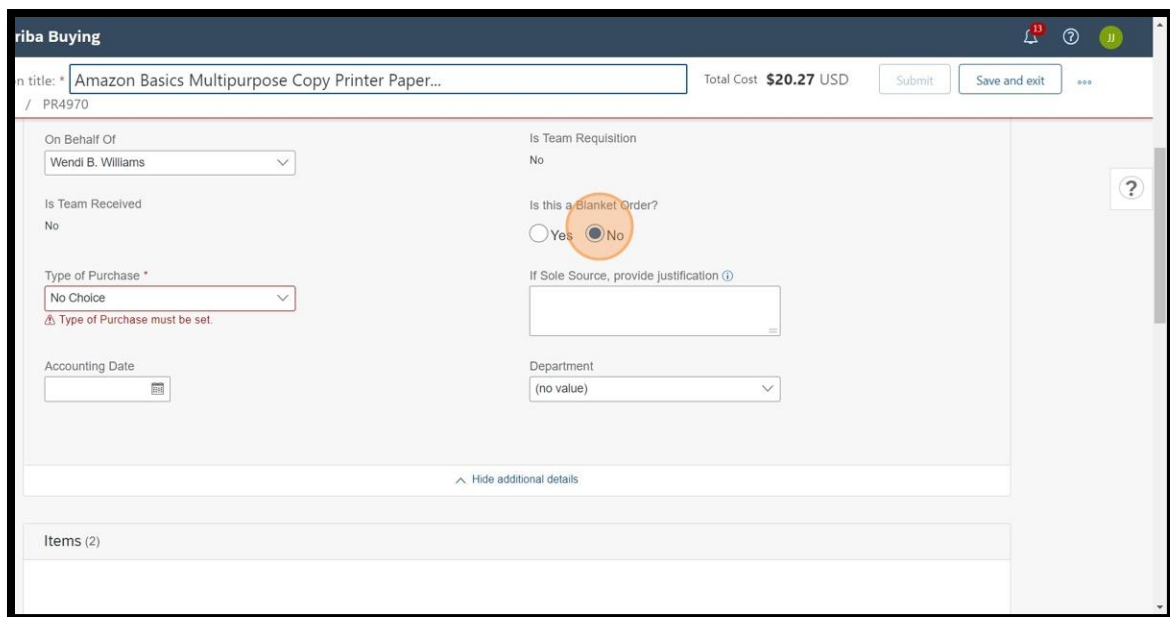 riba Buying
13
JJ
n title: * Amazon Basics Multipurpose Copy Printer Paper... Total Cost $20.27 USD Submit Save and exit
/ PR4970
On Behalf Of Is Team Requisition
Wendi B. Williams No
Is Team Received Is this a Blanket Order?
No Yes No
Type of Purchase * If Sole Source, provide justification
No Choice
Type of Purchase must be set.
Accounting Date Department
(no value)
Hide additional details
Items (2)